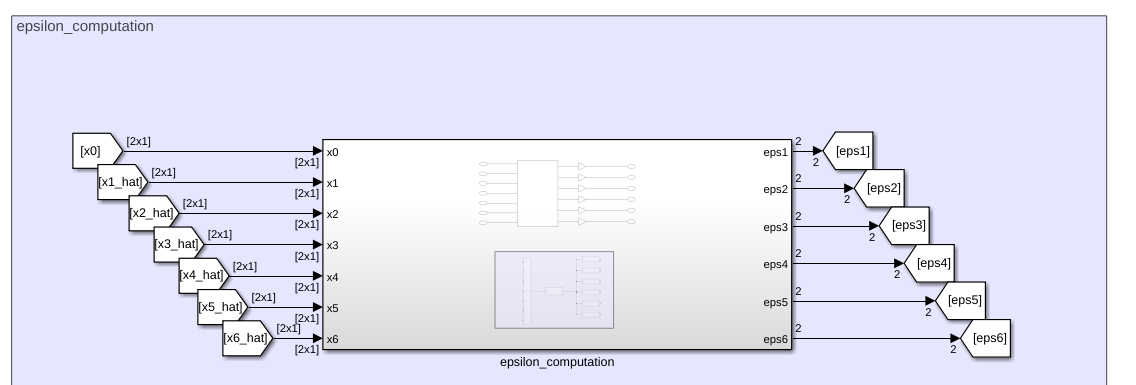 epsilon_computation
[x0] [2x1] [2x1] x0 eps1 2 2 [eps1]
[x1_hat] [2x1] [2x1] x1 eps2 2 2 [eps2]
[x2_hat] [2x1] [2x1] x2 eps3 2 2 [eps3]
[x3_hat] [2x1] [2x1] x3 eps4 2 2 [eps4]
[x4_hat] [2x1] [2x1] x4 eps5 2 2 [eps5]
[x5_hat] [2x1] [2x1] x5 eps6 2 2 [eps6]
[x6_hat] [2x1] [2x1] x6
epsilon_computation